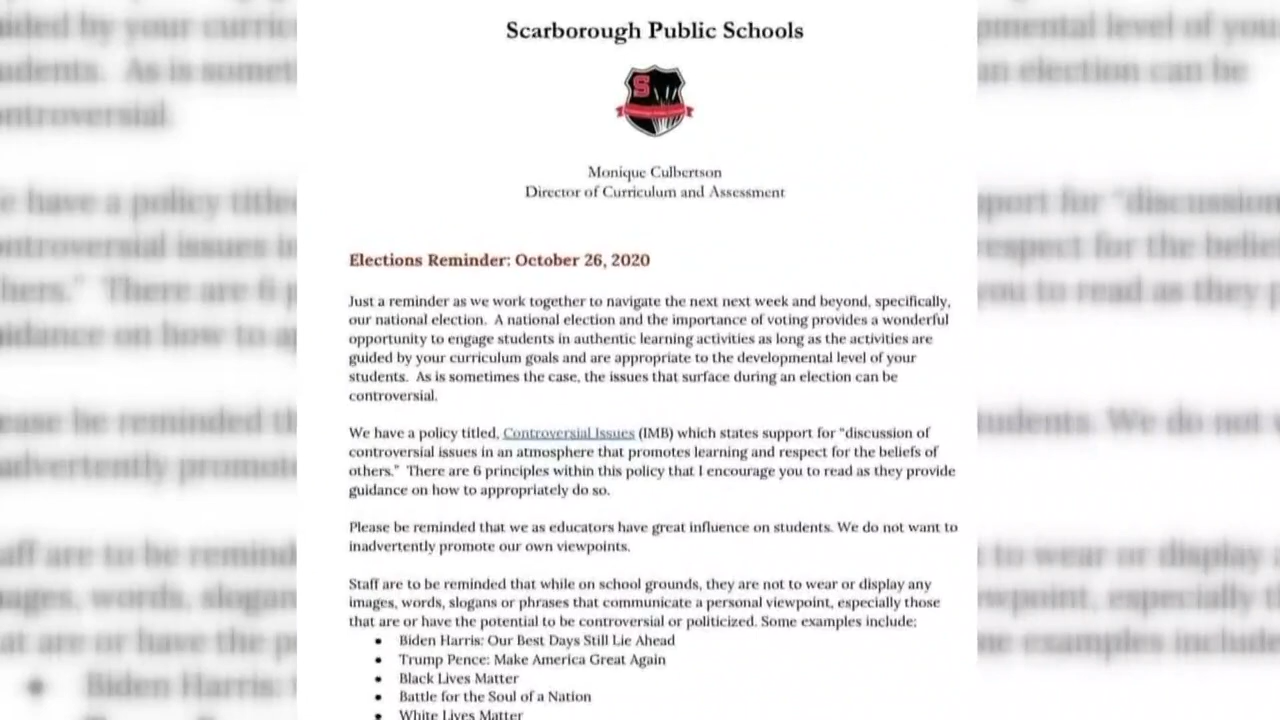 Scarborough Public Schools
S
Monique Culbertson
Director of Curriculum and Assessment
Elections Reminder: October 26, 2020
Just a reminder as we work together to navigate the next next week and beyond, specifically,
our national election. A national election and the importance of voting provides a wonderful
opportunity to engage students in authentic learning activities as long as the activities are
guided by your curriculum goals and are appropriate to the developmental level of your
students. As is sometimes the case, the issues that surface during an election can be
controversial.
We have a policy titled, Controversial Issues (IMB) which states support for "discussion of
controversial issues in an atmosphere that promotes learning and respect for the beliefs of
others." There are 6 principles within this policy that I encourage you to read as they provide
guidance on how to appropriately do so.
Please be reminded that we as educators have great influence on students. We do not want to
inadvertently promote our own viewpoints.
Staff are to be reminded that while on school grounds, they are not to wear or display any
images, words, slogans or phrases that communicate a personal viewpoint, especially those
that are or have the potential to be controversial or politicized. Some examples include:
• Biden Harris: Our Best Days Still Lie Ahead
• Trump Pence: Make America Great Again
• Black Lives Matter
• Battle for the Soul of a Nation
• White Lives Matter